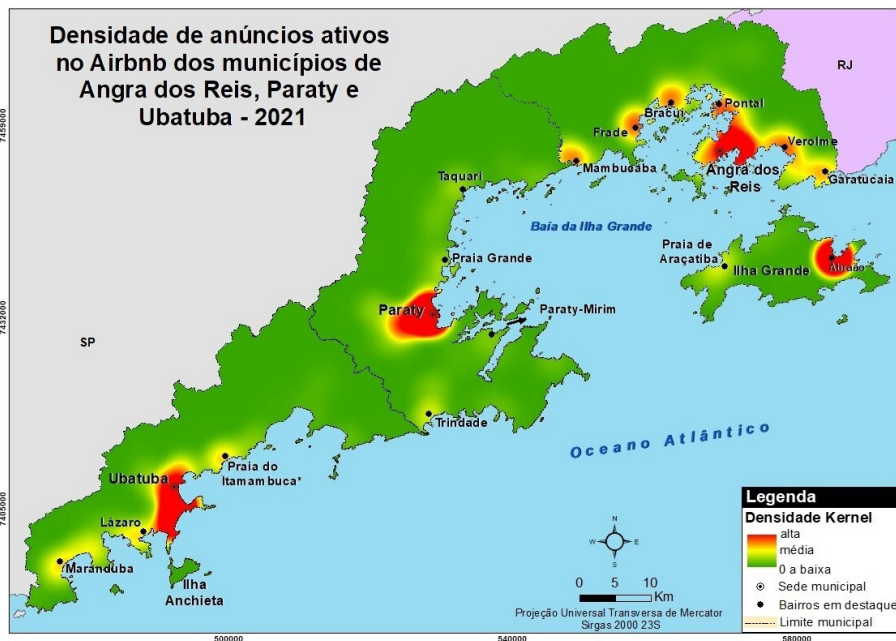 Densidade de anúncios ativos
no Airbnb dos municípios de
Angra dos Reis, Paraty e
Ubatuba - 2021
RJ
Pontal
Bracuí
Frade
Verolme
Mambucaba
Angra dos
Reis
Garatucaia
Taquari
Baía da Ilha Grande
Praia de
Araçatiba
Ilha Grande
Abraão
Praia Grande
Paraty
Paraty-Mirim
SP
Trindade
Oceano Atlântico
Ubatuba
Praia do
Itamambuca"
Lázaro
Maranduba
Ilha
Anchieta
7459000
7432000
7405000
500000
540000
580000
N
W
E
S
0 5 10
Km
Projeção Universal Transversa de Mercator
Sirgas 2000 23S
Legenda
Densidade Kernel
alta
média
0 a baixa
Sede municipal
Bairros em destaque
Limite municipal